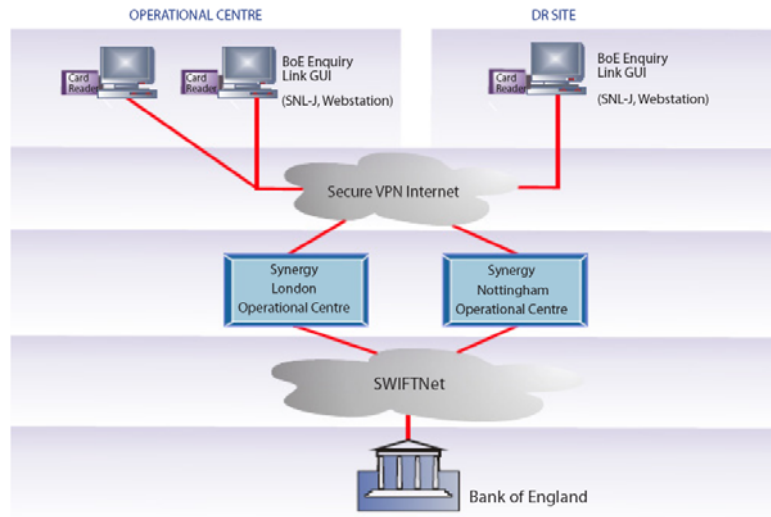 OPERATIONAL CENTRE
DR SITE
Card
Reader
Card
Reader
BoE Enquiry
Link GUI
(SNL-J, Webstation)
Card
Reader
BoE Enquiry
Link GUI
(SNL-J, Webstation)
Secure VPN Internet
Synergy
London
Operational Centre
Synergy
Nottingham
Operational Centre
SWIFTNet
Bank of England